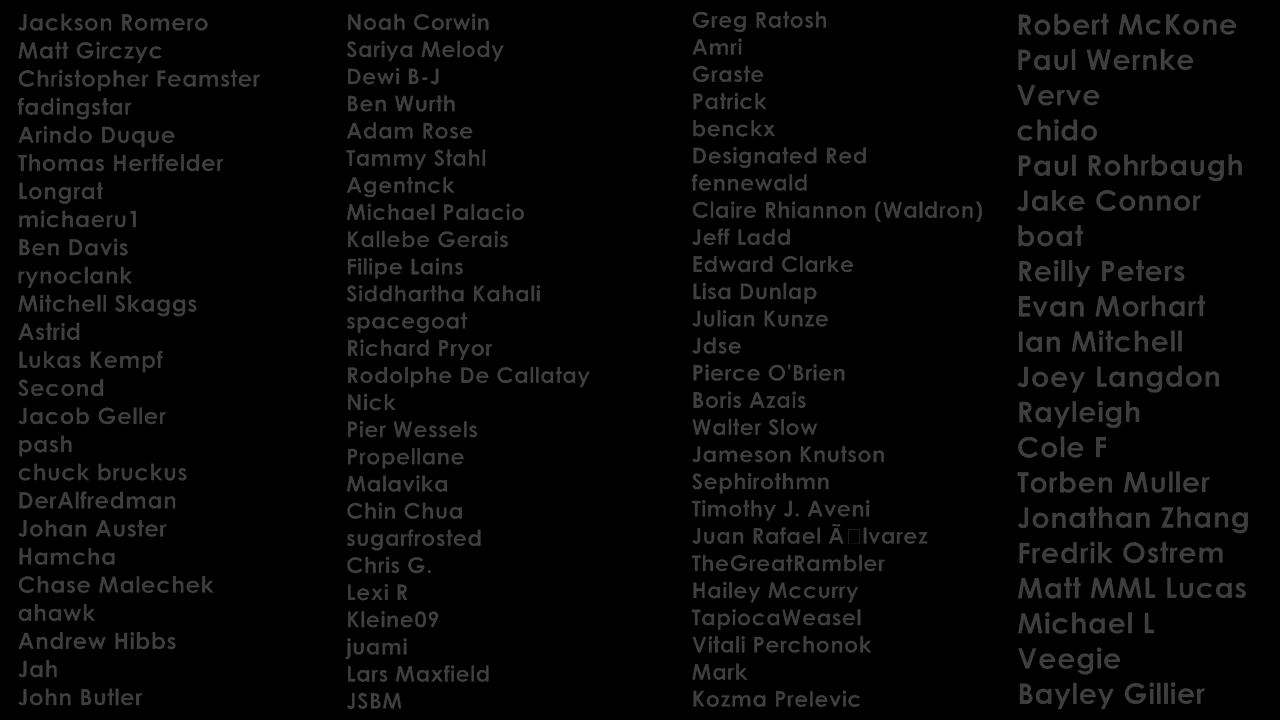 Jackson Romero
Matt Girczyc
Christopher Feamster
fadingstar
Arindo Duque
Thomas Hertfelder
Longrat
michaeru1
Ben Davis
rynoclank
Mitchell Skaggs
Astrid
Lukas Kempf
Second
Jacob Geller
pash
chuck bruckus
DerAlfredman
Johan Auster
Hamcha
Chase Malechek
ahawk
Andrew Hibbs
Jah
John Butler
Noah Corwin
Sariya Melody
Dewi B-J
Ben Wurth
Adam Rose
Tammy Stahl
Agentnck
Michael Palacio
Kallebe Gerais
Filipe Lains
Siddhartha Kahali
spacegoat
Richard Pryor
Rodolphe De Callatay
Nick
Pier Wessels
Propellane
Malavika
Chin Chua
sugarfrosted
Chris G.
Lexi R
Kleine09
juami
Lars Maxfield
JSBM
Greg Ratosh
Amri
Graste
Patrick
benckx
Designated Red
fennewald
Claire Rhiannon (Waldron)
Jeff Ladd
Edward Clarke
Lisa Dunlap
Julian Kunze
Jdse
Pierce O'Brien
Boris Azais
Walter Slow
Jameson Knutson
Sephirothmn
Timothy J. Aveni
Juan Rafael Ã□lvarez
TheGreatRambler
Hailey Mccurry
TapiocaWeasel
Vitali Perchonok
Mark
Kozma Prelevic
Robert McKone
Paul Wernke
Verve
chido
Paul Rohrbaugh
Jake Connor
boat
Reilly Peters
Evan Morhart
Ian Mitchell
Joey Langdon
Rayleigh
Cole F
Torben Muller
Jonathan Zhang
Fredrik Ostrem
Matt MML Lucas
Michael L
Veegie
Bayley Gillier